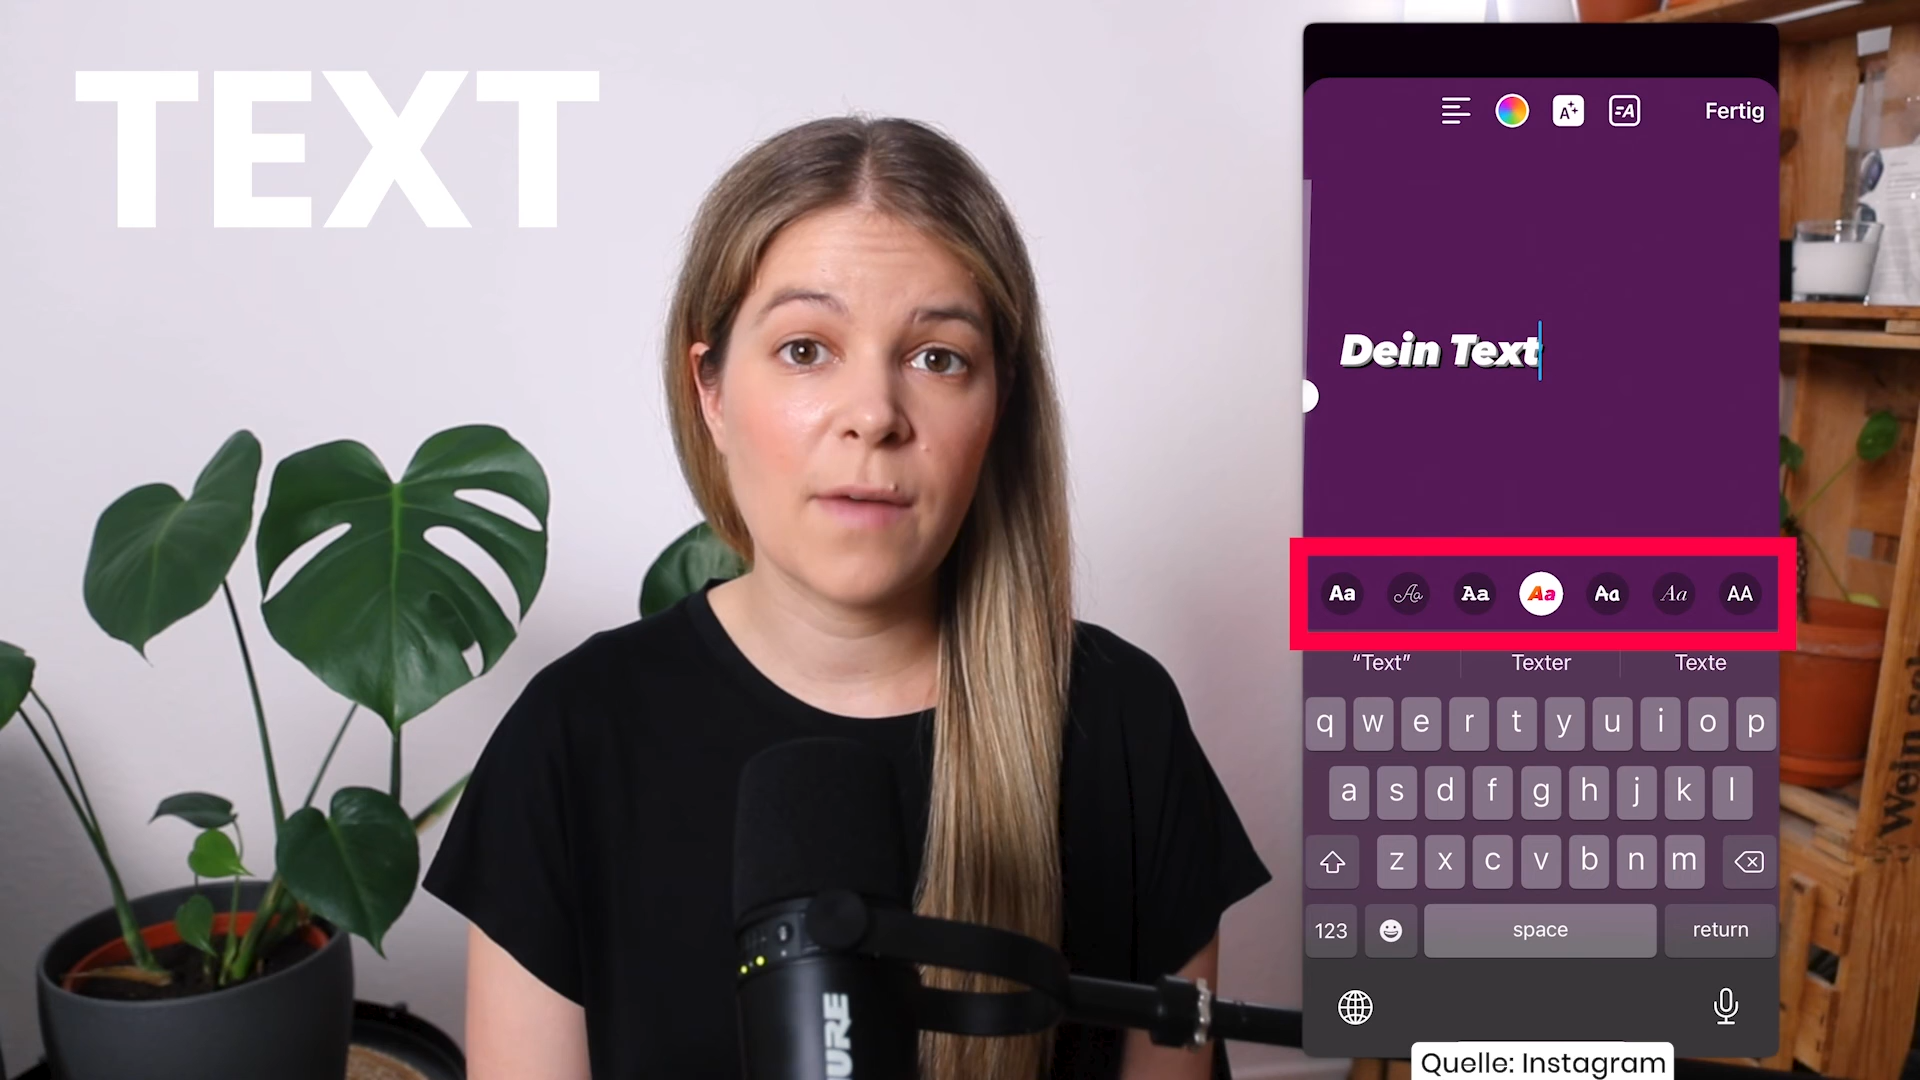 TEXT
Fertig
Dein Text
Aa Aa Aa Aa Aa Aa AA
“Text” Texter Texte
q w e r t y u i o p
a s d f g h j k l
z x c v b n m
123 space return
Quelle: Instagram
Wein